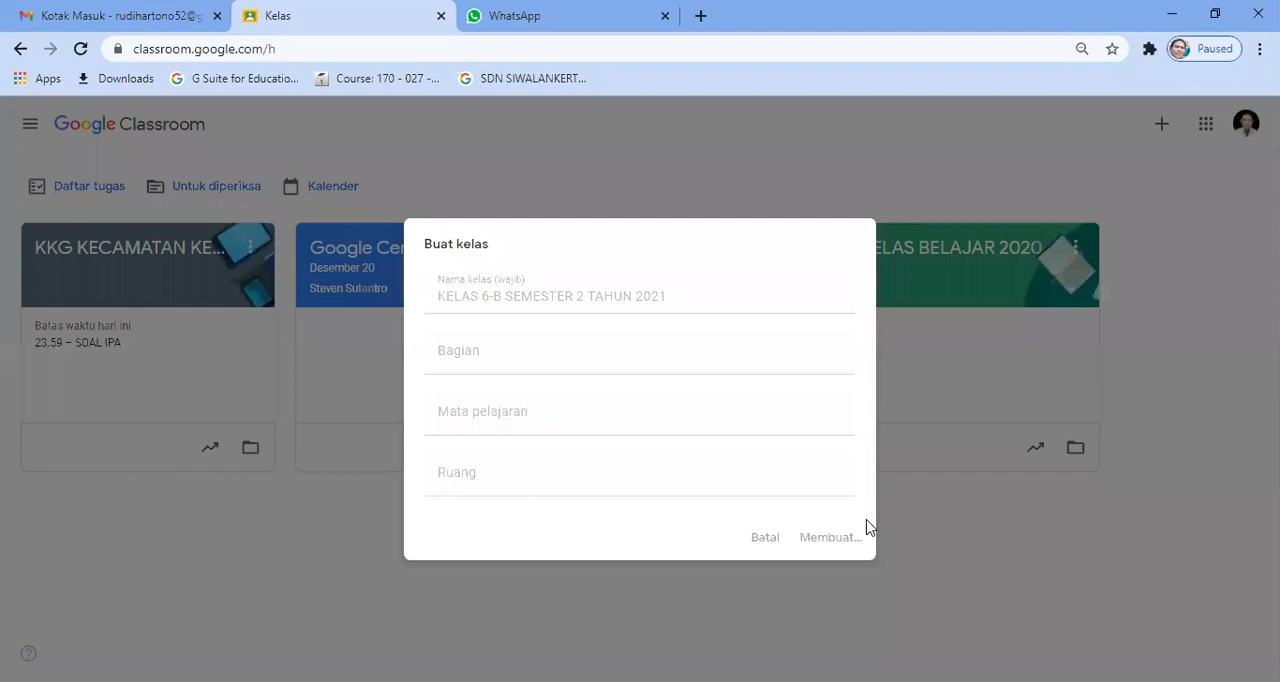 Kotak Masuk - rudihartono52@g
Kelas
WhatsApp
classroom.google.com/h
Paused
Apps
Downloads
G Suite for Educatio...
Course: 170 - 027 -...
SDN SIWALANKERT...
Google Classroom
Daftar tugas
Untuk diperiksa
Kalender
KKG KECAMATAN KE...
Batas waktu hari ini
23.59 – SOAL IPA
Google Cer
Desember 20
Steven Sutantro
ELAS BELAJAR 2020
Buat kelas
Nama kelas (wajib)
KELAS 6-B SEMESTER 2 TAHUN 2021
Bagian
Mata pelajaran
Ruang
Batal
Membuat...